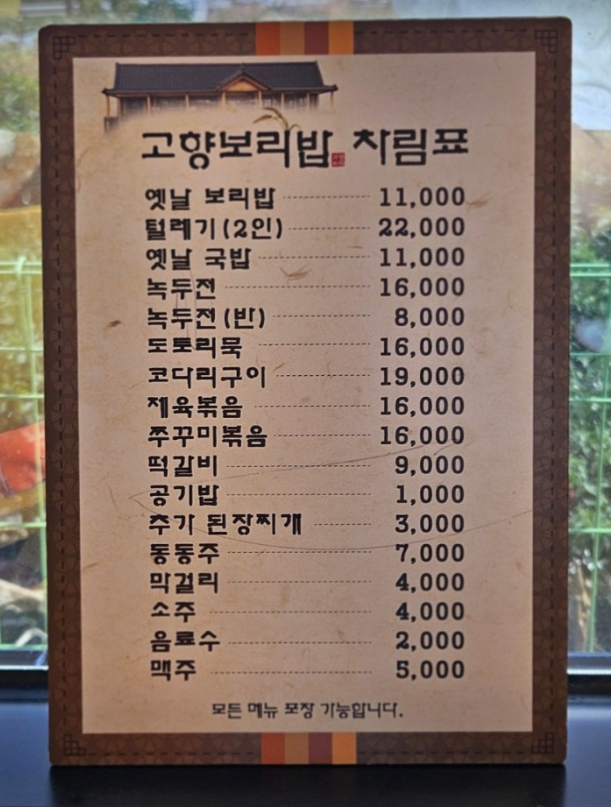 고향보리밥 차림표
옛날 보리밥 11,000
털레기(2인) 22,000
옛날 국밥 11,000
녹두전 16,000
녹두전(반) 8,000
도토리묵 16,000
코다리구이 19,000
제육볶음 16,000
쭈꾸미볶음 16,000
떡갈비 9,000
공기밥 1,000
추가 된장찌개 3,000
동동주 7,000
막걸리 4,000
소주 4,000
음료수 2,000
맥주 5,000
모든 메뉴 포장 가능합니다.